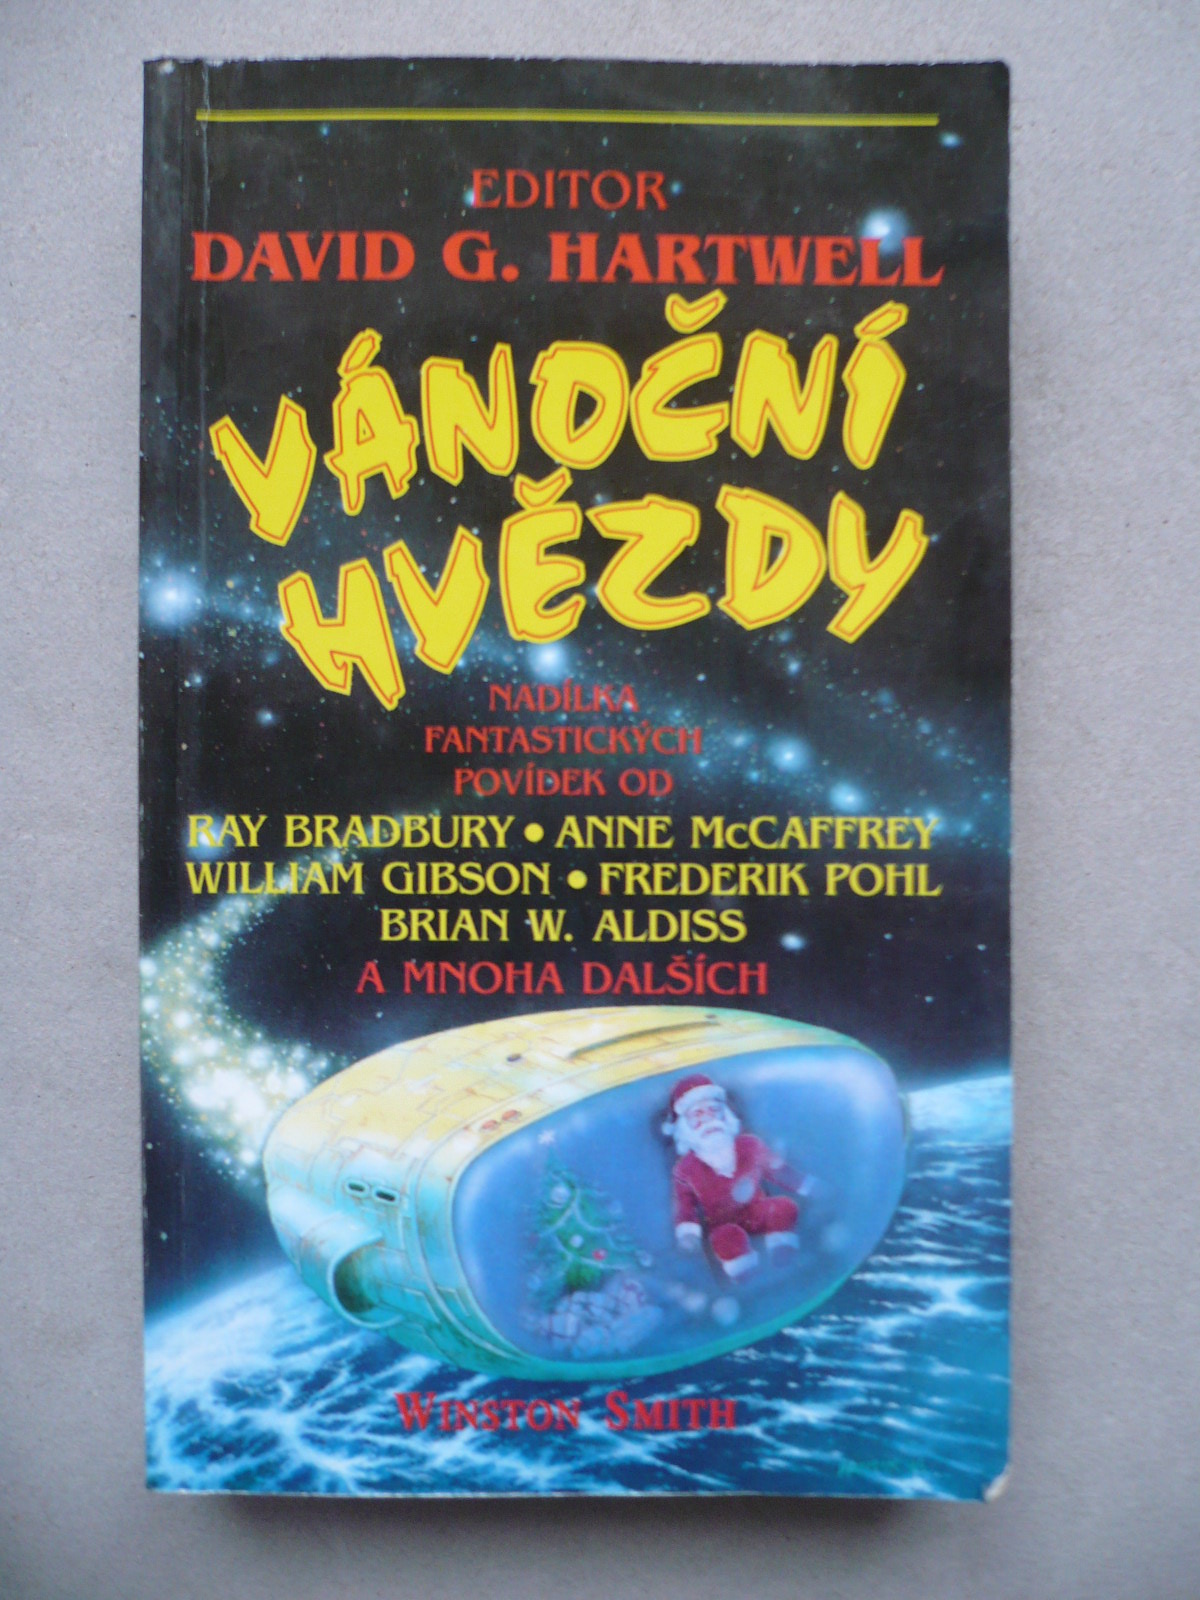 EDITOR
DAVID G. HARTWELL
VÁNOČNÍ
HVĚZDY
NADÍLKA
FANTASTICKÝCH
POVÍDEK OD
RAY BRADBURY • ANNE McCAFFREY
WILLIAM GIBSON • FREDERIK POHL
BRIAN W. ALDISS
A MNOHA DALŠÍCH
WINSTON SMITH